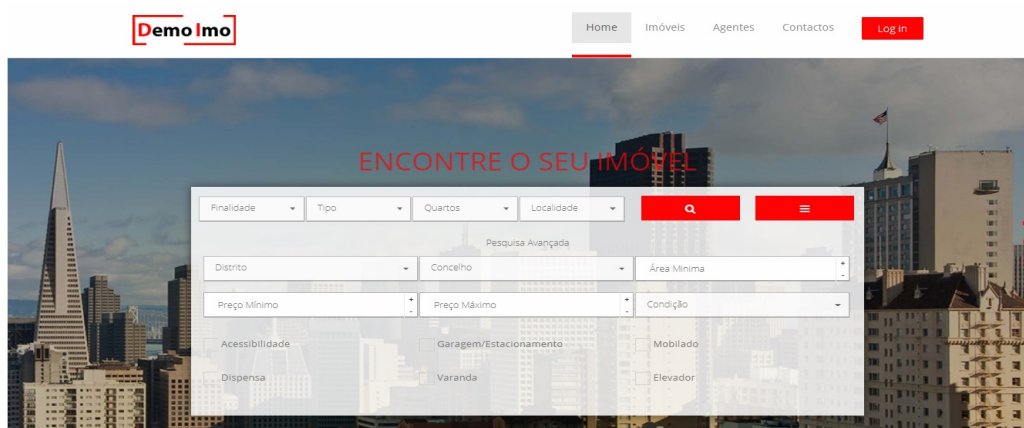 Demo Imo
Home Imóveis Agentes Contactos Log in
ENCONTRE O SEU IMÓVEL
Finalidade Tipo Quartos Localidade
Pesquisa Avançada
Distrito Concelho Área Minima
Preço Mínimo Preço Máximo Condição
Acessibilidade Garagem/Estacionamento Mobilado
Dispensa Varanda Elevador